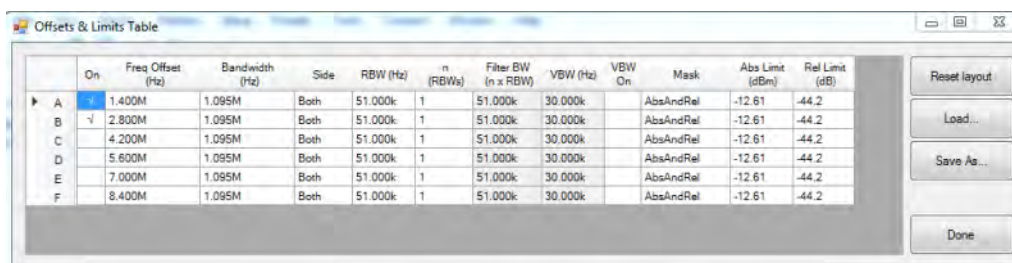 Offsets & Limits Table
On Freq Offset (Hz) Bandwidth (Hz) Side RBW (Hz) n (RBWs) Filter BW (n x RBW) VBW (Hz) VBW On Mask Abs Limit (dBm) Rel Limit (dB)
A √ 1.400M 1.095M Both 51.000k 1 51.000k 30.000k AbsAndRel -12.61 -44.2
B √ 2.800M 1.095M Both 51.000k 1 51.000k 30.000k AbsAndRel -12.61 -44.2
C 4.200M 1.095M Both 51.000k 1 51.000k 30.000k AbsAndRel -12.61 -44.2
D 5.600M 1.095M Both 51.000k 1 51.000k 30.000k AbsAndRel -12.61 -44.2
E 7.000M 1.095M Both 51.000k 1 51.000k 30.000k AbsAndRel -12.61 -44.2
F 8.400M 1.095M Both 51.000k 1 51.000k 30.000k AbsAndRel -12.61 -44.2
Reset layout
Load...
Save As...
Done